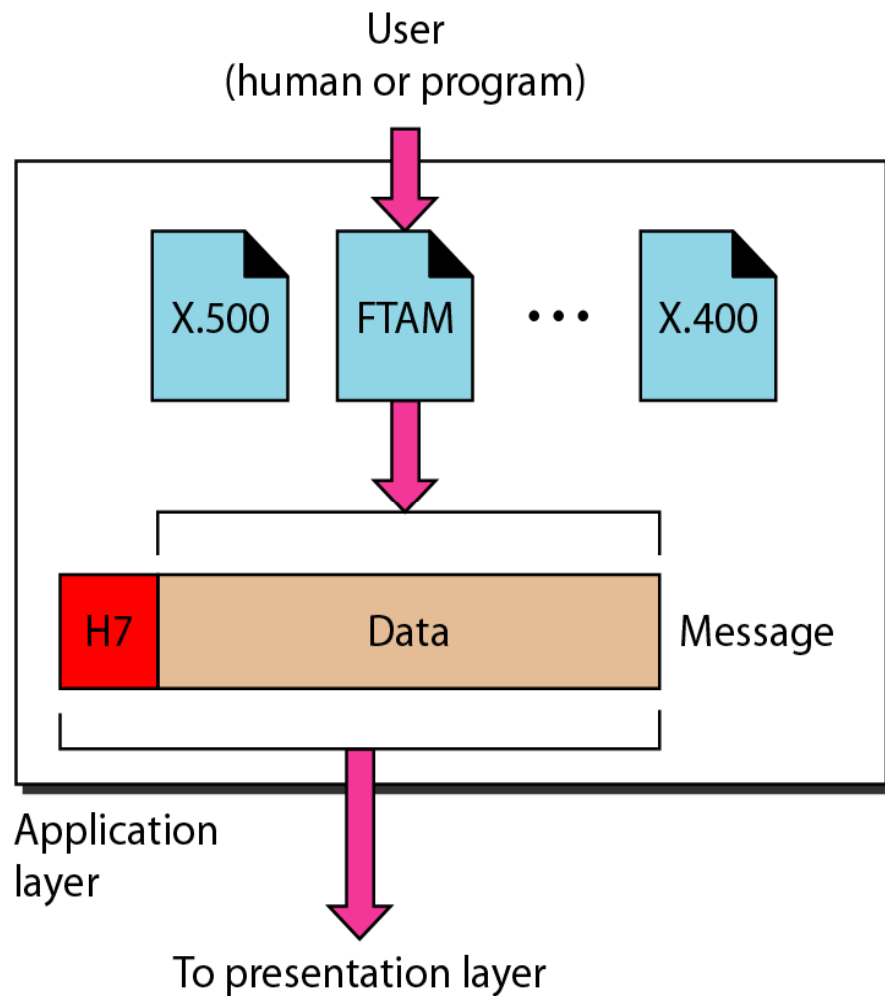 User
(human or program)
X.500
FTAM
...
X.400
H7
Data
Message
Application
layer
To presentation layer